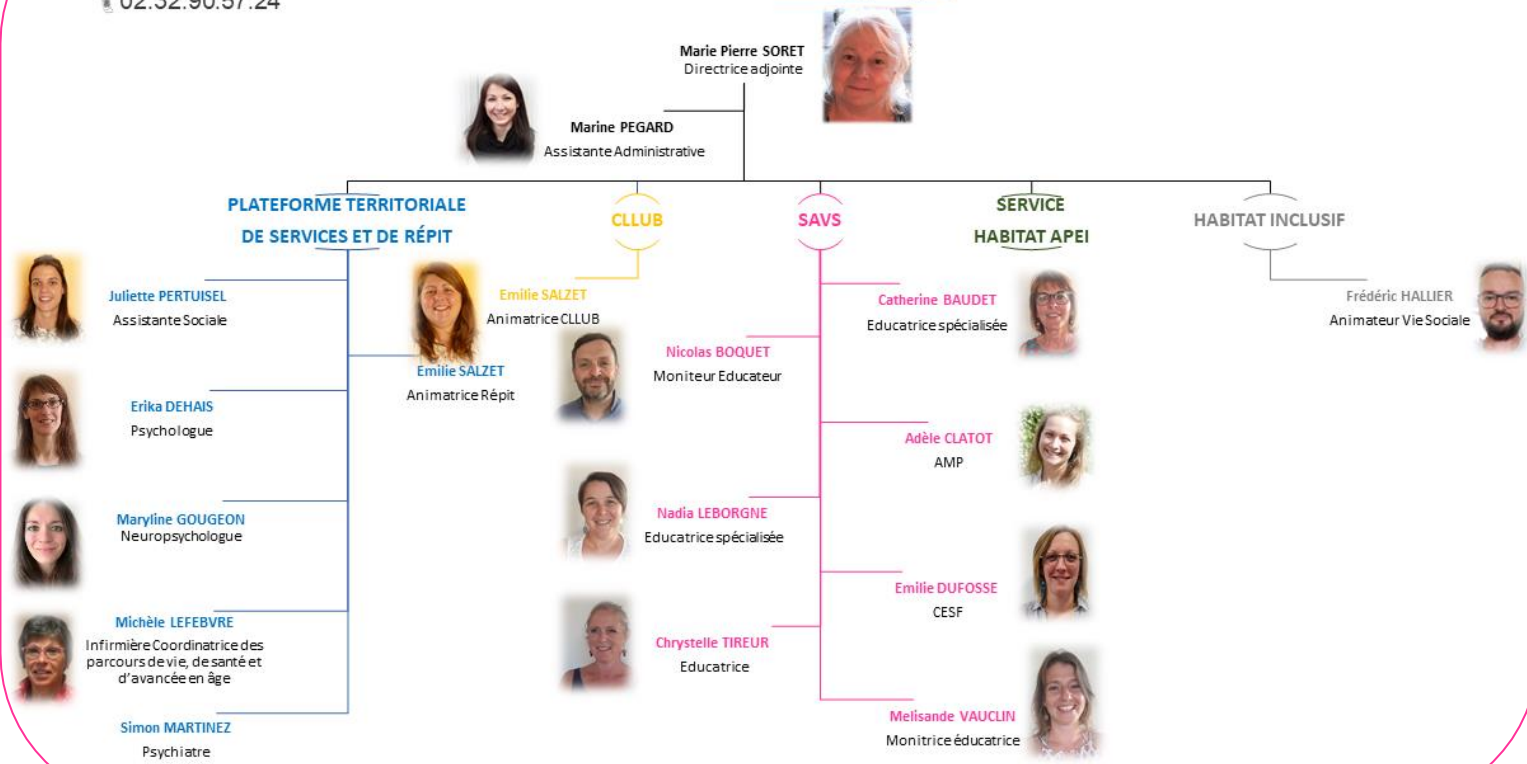 02.32.90.57.24
Marie Pierre SORET
Directrice adjointe
Marine PEGARD
Assistante Administrative
PLATEFORME TERRITORIALE
DE SERVICES ET DE RÉPIT
CLLUB
SAVS
SERVICE
HABITAT APEI
HABITAT INCLUSIF
Juliette PERTUISEL
Assistante Sociale
Emilie SALZET
Animatrice Répit
Erika DEHAIS
Psychologue
Maryline GOUGEON
Neuropsychologue
Michèle LEFEBVRE
Infirmière Coordinatrice des
parcours de vie, de santé et
d'avancée en âge
Simon MARTINEZ
Psychiatre
Emilie SALZET
Animatrice CLLUB
Catherine BAUDET
Educatrice spécialisée
Nicolas BOQUET
Moniteur Educateur
Adèle CLATOT
AMP
Nadia LEBORGNE
Educatrice spécialisée
Emilie DUFOSSE
CESF
Chrystelle TIREUR
Educatrice
Melisande VAUCLIN
Monitrice éducatrice
Frédéric HALLIER
Animateur Vie Sociale